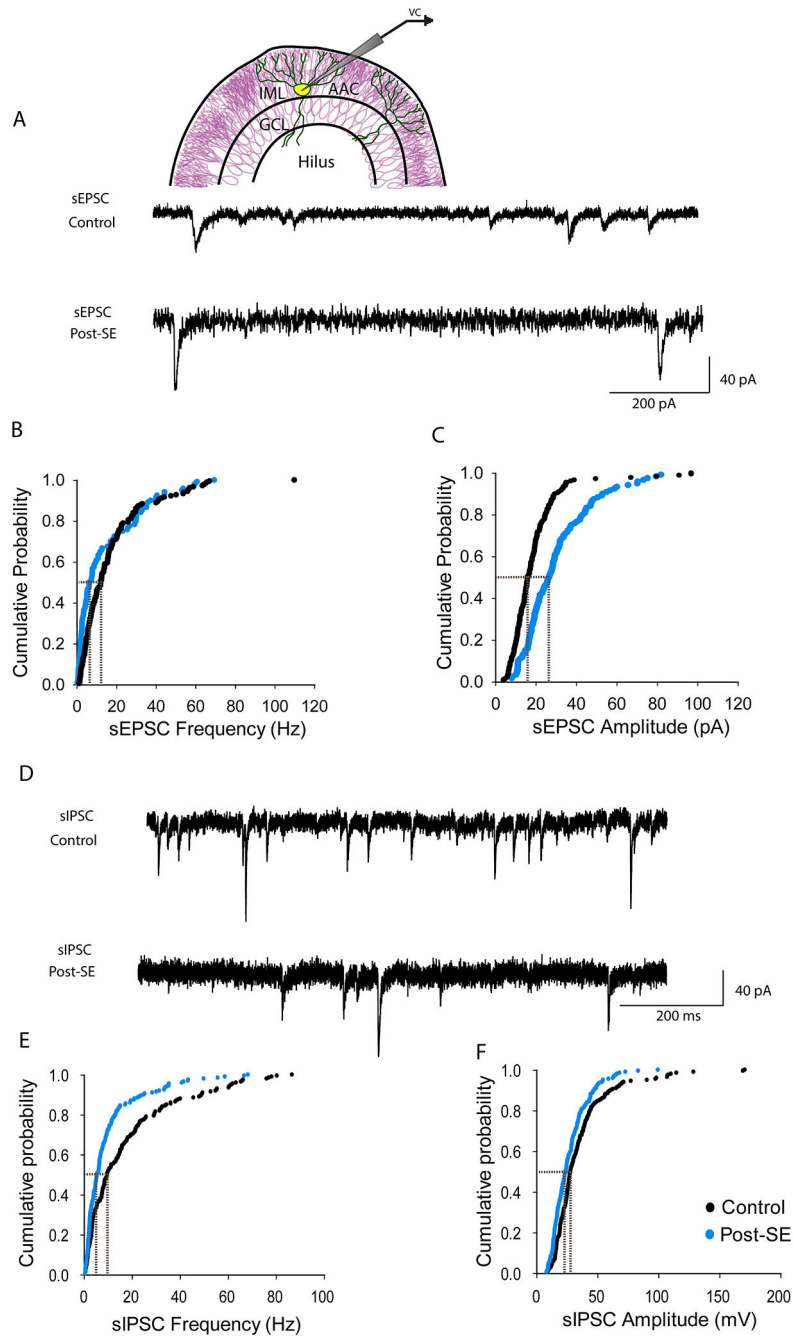 VC
IML
AAC
A
GCL
Hilus
sEPSC
Control
sEPSC
Post-SE
40 pA
200 pA
B
C
1.0
0.8
0.6
0.4
0.2
0.0
Cumulative Probability
0
20
40
60
80
100
120
sEPSC Frequency (Hz)
1.0
0.8
0.6
0.4
0.2
0.0
Cumulative Probability
0
20
40
60
80
100
120
sEPSC Amplitude (pA)
D
sIPSC
Control
sIPSC
Post-SE
40 pA
200 ms
E
F
1.0
0.8
0.6
0.4
0.2
0.0
Cumulative probability
0
20
40
60
80
100
sIPSC Frequency (Hz)
1.0
0.8
0.6
0.4
0.2
0.0
Cumulative probability
Control
Post-SE
0
50
100
150
200
sIPSC Amplitude (mV)